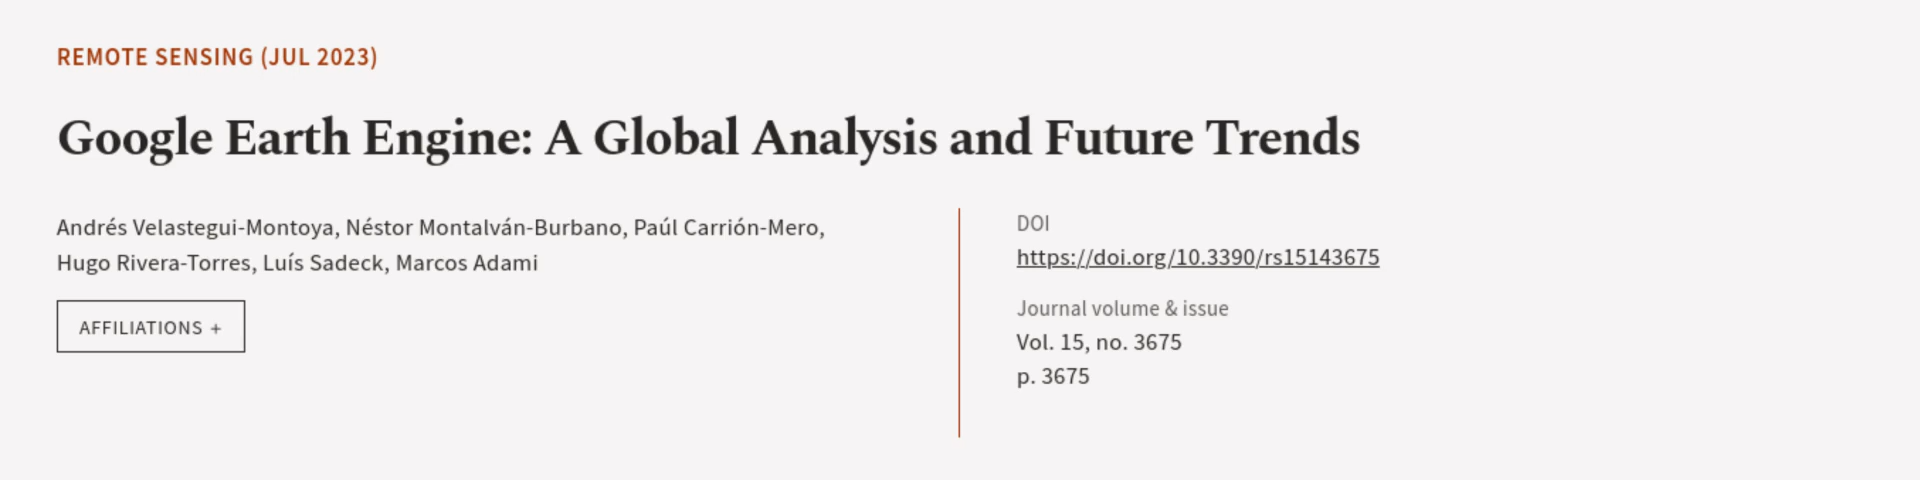 REMOTE SENSING (JUL 2023)
Google Earth Engine: A Global Analysis and Future Trends
Andrés Velastegui-Montoya, Néstor Montalván-Burbano, Paúl Carrión-Mero,
Hugo Rivera-Torres, Luís Sadeck, Marcos Adami
AFFILIATIONS +
DOI
https://doi.org/10.3390/rs15143675
Journal volume & issue
Vol. 15, no. 3675
p. 3675